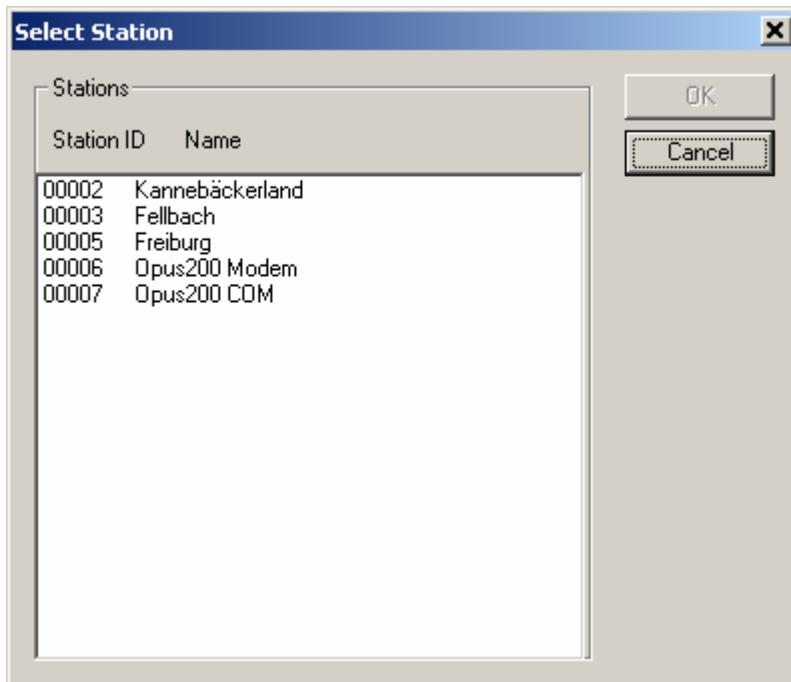 Select Station
Stations
OK
Station ID Name
Cancel
00002 Kannebäckerland
00003 Fellbach
00005 Freiburg
00006 Opus200 Modem
00007 Opus200 COM